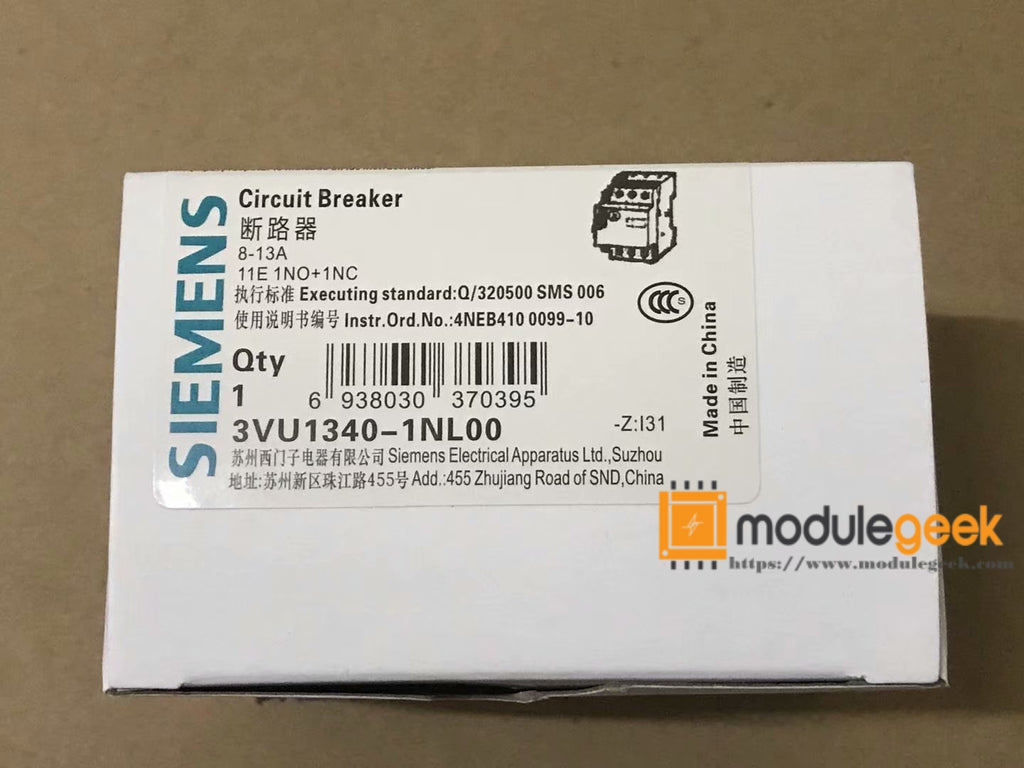 SIEMENS
Circuit Breaker
断路器
8-13A
11E 1NO+1NC
执行标准 Executing standard:Q/320500 SMS 006
使用说明书编号 Instr.Ord.No.:4NEB410 0099-10
CCC S
Qty
1
6 938030 370395
3VU1340-1NL00
-Z:I31
苏州西门子电器有限公司 Siemens Electrical Apparatus Ltd.,Suzhou
地址:苏州新区珠江路455号 Add.:455 Zhujiang Road of SND,China
Made in China
中国制造
modulegeek
https://www.modulegeek.com